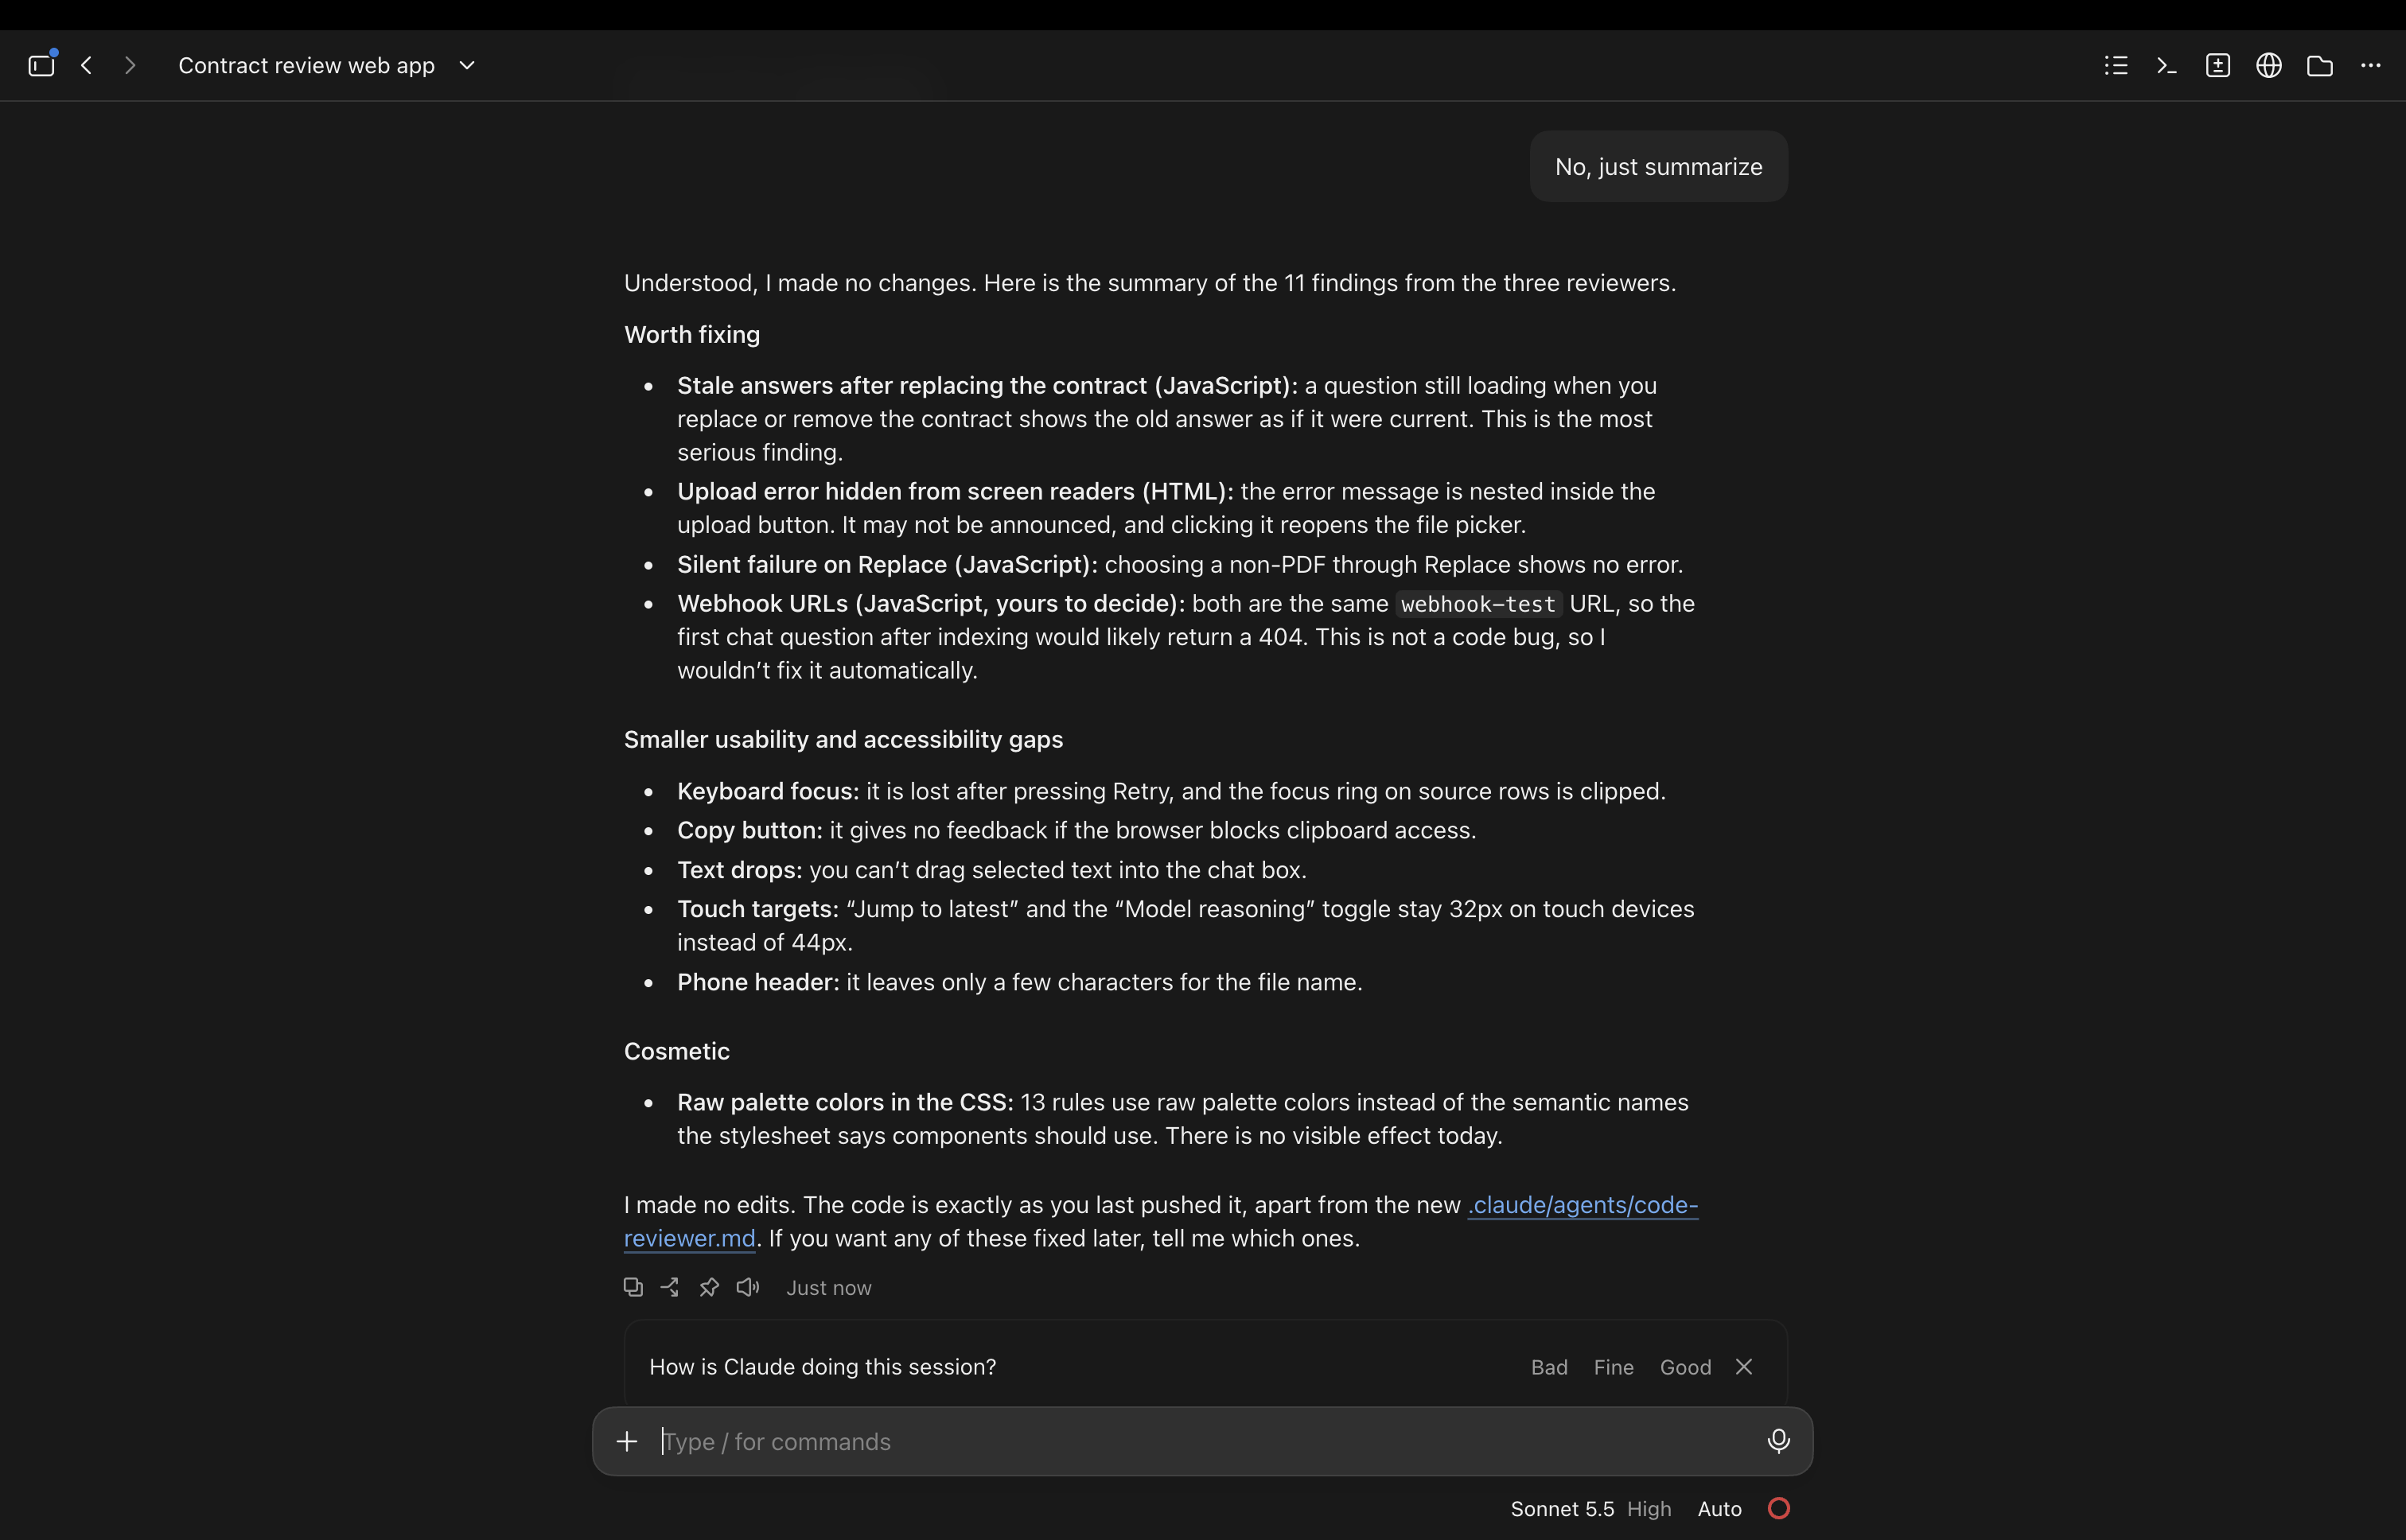 Contract review web app
No, just summarize
Understood, I made no changes. Here is the summary of the 11 findings from the three reviewers.
Worth fixing
• Stale answers after replacing the contract (JavaScript): a question still loading when you
replace or remove the contract shows the old answer as if it were current. This is the most
serious finding.
• Upload error hidden from screen readers (HTML): the error message is nested inside the
upload button. It may not be announced, and clicking it reopens the file picker.
• Silent failure on Replace (JavaScript): choosing a non-PDF through Replace shows no error.
• Webhook URLs (JavaScript, yours to decide): both are the same webhook-test URL, so the
first chat question after indexing would likely return a 404. This is not a code bug, so I
wouldn’t fix it automatically.
Smaller usability and accessibility gaps
• Keyboard focus: it is lost after pressing Retry, and the focus ring on source rows is clipped.
• Copy button: it gives no feedback if the browser blocks clipboard access.
• Text drops: you can’t drag selected text into the chat box.
• Touch targets: “Jump to latest” and the “Model reasoning” toggle stay 32px on touch devices
instead of 44px.
• Phone header: it leaves only a few characters for the file name.
Cosmetic
• Raw palette colors in the CSS: 13 rules use raw palette colors instead of the semantic names
the stylesheet says components should use. There is no visible effect today.
I made no edits. The code is exactly as you last pushed it, apart from the new .claude/agents/code-
reviewer.md. If you want any of these fixed later, tell me which ones.
Just now
How is Claude doing this session? Bad Fine Good
Type / for commands
Sonnet 5.5 High Auto